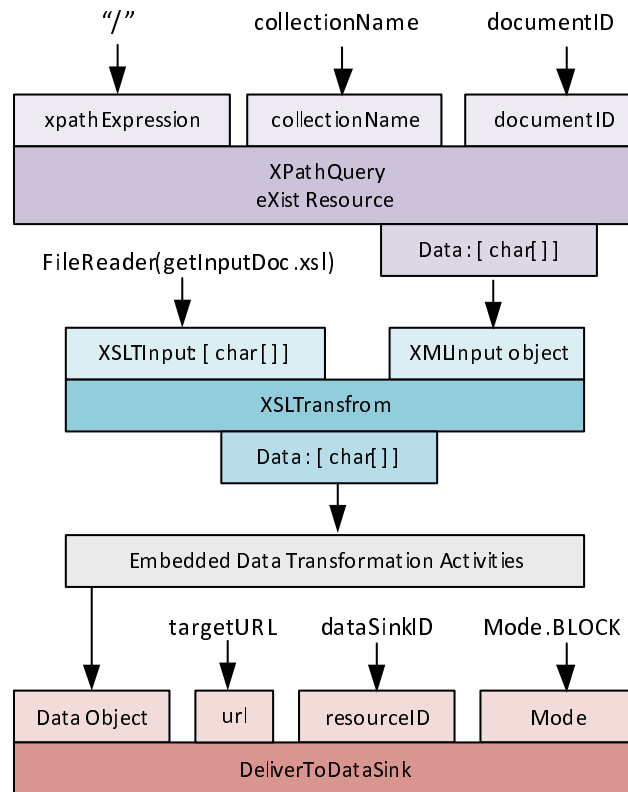 “/” collectionName documentID
xpathExpression collectionName documentID
XPathQuery
eXist Resource
Data: [ char[] ]
FileReader(getInputDoc.xsl)
XSLTInput: [ char[ ] ] XMLInput object
XSLTransfrom
Data: [ char[] ]
Embedded Data Transformation Activities
targetURL dataSinkID Mode.BLOCK
Data Object url resourceID Mode
DeliverToDataSink